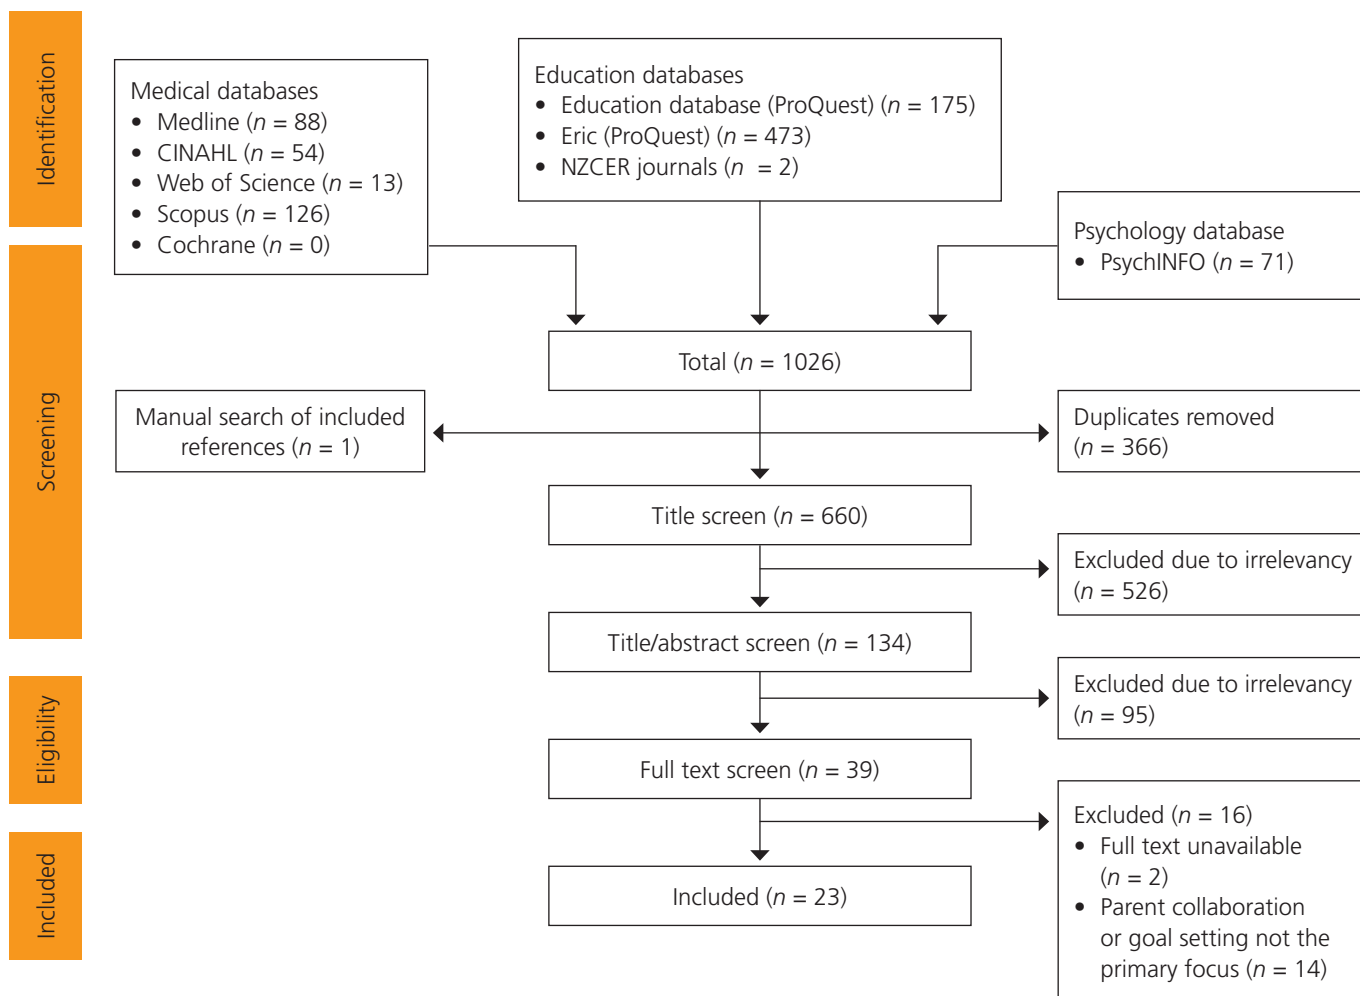 Identification
Medical databases
• Medline (n = 88)
• CINAHL (n = 54)
• Web of Science (n = 13)
• Scopus (n = 126)
• Cochrane (n = 0)
Education databases
• Education database (ProQuest) (n = 175)
• Eric (ProQuest) (n = 473)
• NZCER journals (n = 2)
Psychology database
• PsychINFO (n = 71)
Screening
Total (n = 1026)
Manual search of included
references (n = 1)
Duplicates removed
(n = 366)
Title screen (n = 660)
Excluded due to irrelevancy
(n = 526)
Title/abstract screen (n = 134)
Excluded due to irrelevancy
(n = 95)
Eligibility
Full text screen (n = 39)
Excluded (n = 16)
• Full text unavailable
(n = 2)
• Parent collaboration
or goal setting not the
primary focus (n = 14)
Included
Included (n = 23)